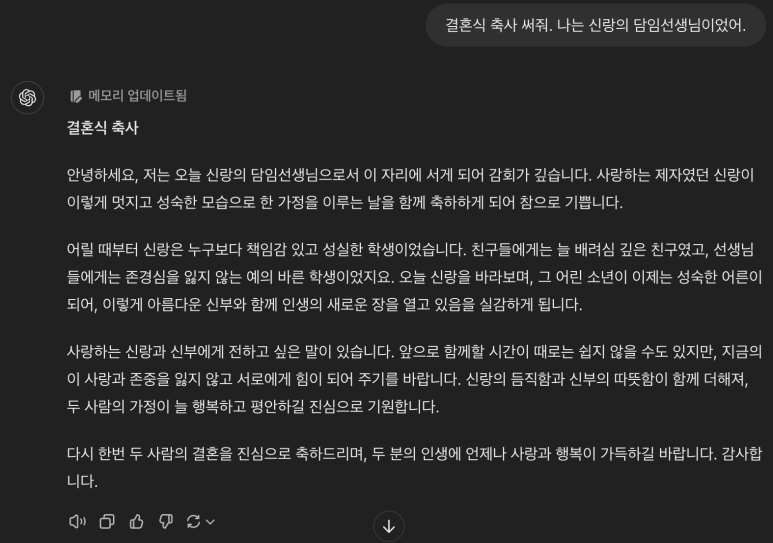 결혼식 축사 써줘. 나는 신랑의 담임선생님이었어.
메모리 업데이트됨
결혼식 축사
안녕하세요, 저는 오늘 신랑의 담임선생님으로서 이 자리에 서게 되어 감회가 깊습니다. 사랑하는 제자였던 신랑이
이렇게 멋지고 성숙한 모습으로 한 가정을 이루는 날을 함께 축하하게 되어 참으로 기쁩니다.
어릴 때부터 신랑은 누구보다 책임감 있고 성실한 학생이었습니다. 친구들에게는 늘 배려심 깊은 친구였고, 선생님
들에게는 존경심을 잃지 않는 예의 바른 학생이었지요. 오늘 신랑을 바라보며, 그 어린 소년이 이제는 성숙한 어른이
되어, 이렇게 아름다운 신부와 함께 인생의 새로운 장을 열고 있음을 실감하게 됩니다.
사랑하는 신랑과 신부에게 전하고 싶은 말이 있습니다. 앞으로 함께할 시간이 때로는 쉽지 않을 수도 있지만, 지금의
이 사랑과 존중을 잃지 않고 서로에게 힘이 되어 주기를 바랍니다. 신랑의 듬직함과 신부의 따뜻함이 함께 더해져,
두 사람의 가정이 늘 행복하고 평안하길 진심으로 기원합니다.
다시 한번 두 사람의 결혼을 진심으로 축하드리며, 두 분의 인생에 언제나 사랑과 행복이 가득하길 바랍니다. 감사합
니다.